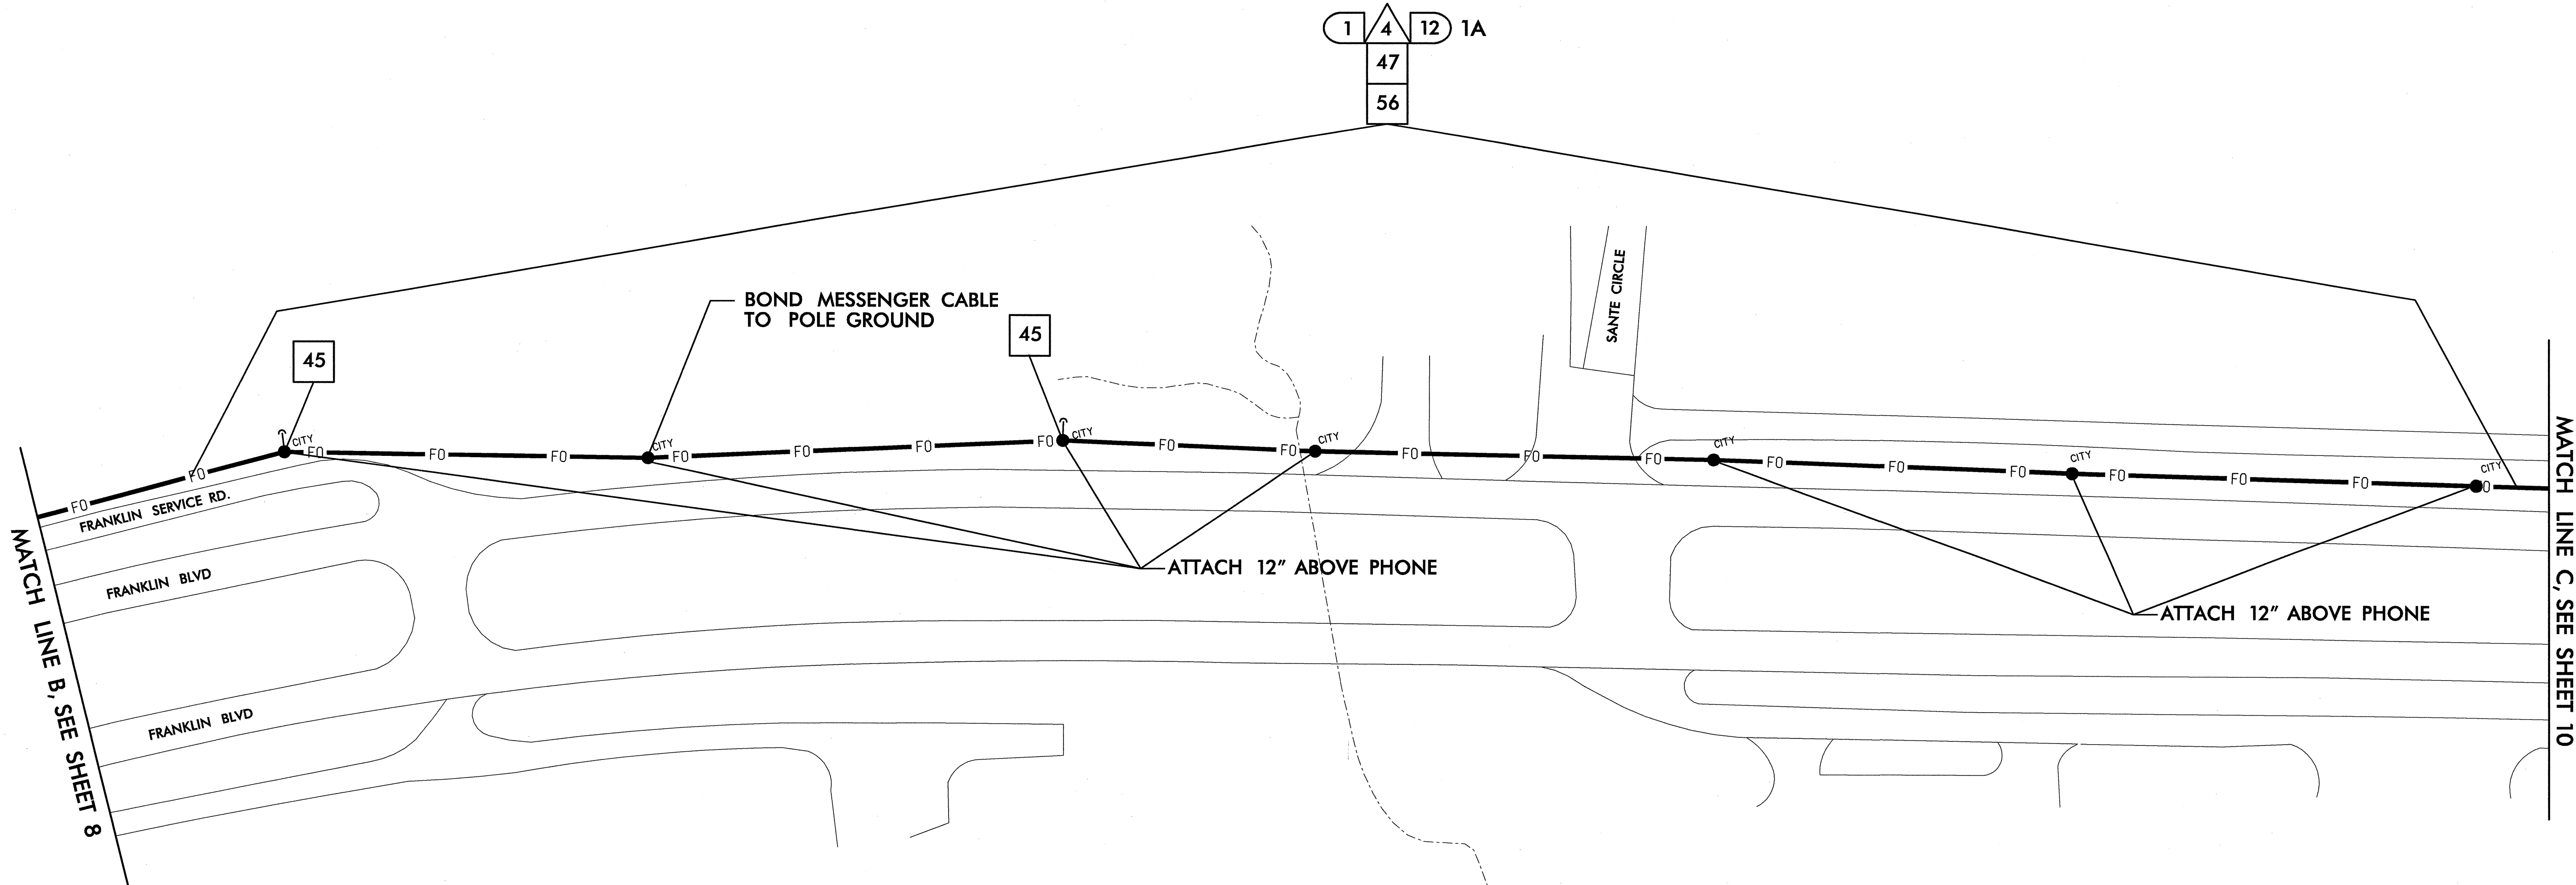 1 4 12 1A
47
56
BOND MESSENGER CABLE
TO POLE GROUND
45
45
SANTE CIRCLE
CITY
CITY
CITY
CITY
CITY
CITY
CITY
FO FO FO FO FO FO FO FO FO FO FO FO FO FO FO FO FO FO FO FO O
FRANKLIN SERVICE RD.
FRANKLIN BLVD
FRANKLIN BLVD
ATTACH 12" ABOVE PHONE
ATTACH 12" ABOVE PHONE
MATCH LINE B, SEE SHEET 8
MATCH LINE C, SEE SHEET 10